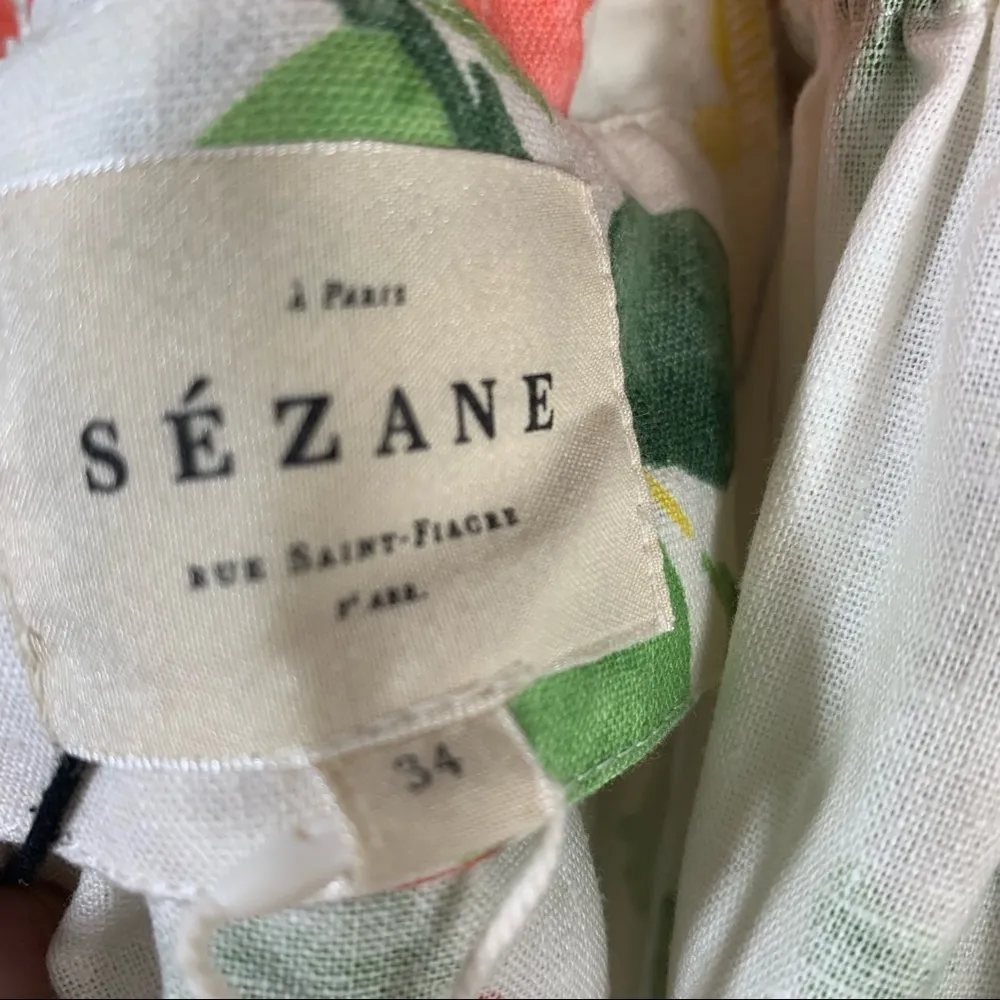 à Paris
SÉZANE
RUE SAINT-FIACRE
2ᵉ ARR.
34